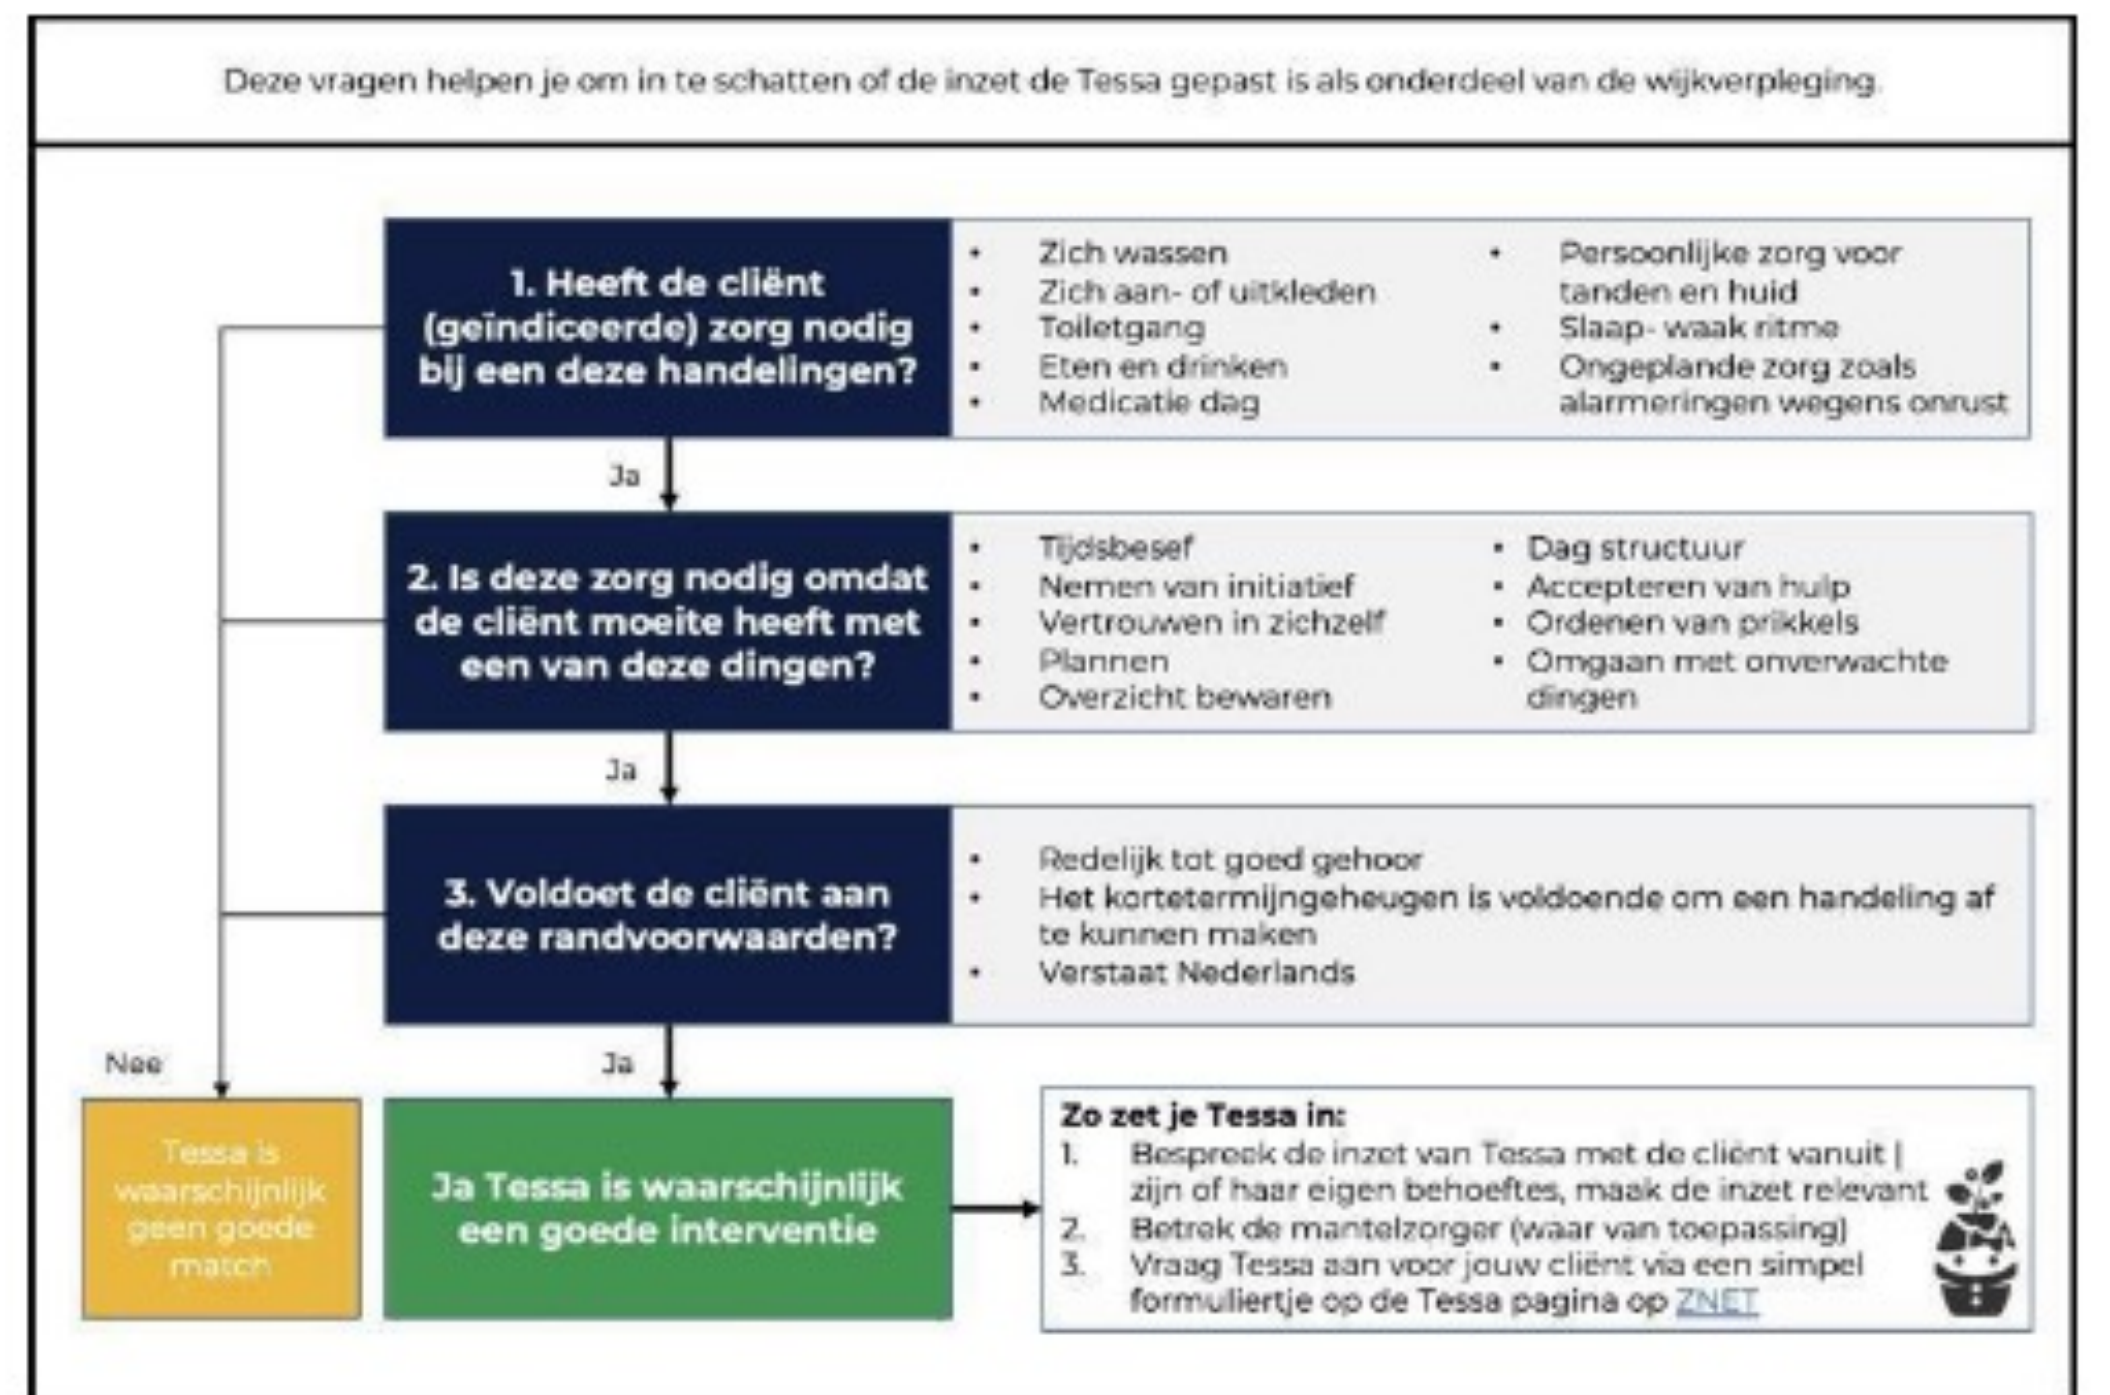 Deze vragen helpen je om in te schatten of de inzet de Tessa gepast is als onderdeel van de wijkverpleging.
1. Heeft de cliënt
(geïndiceerde) zorg nodig
bij een deze handelingen?
• Zich wassen
• Zich aan- of uitkleden
• Toiletgang
• Eten en drinken
• Medicatie dag
• Persoonlijke zorg voor
tanden en huid
• Slaap- waak ritme
• Ongeplande zorg zoals
alarmeringen wegens onrust
Ja
2. Is deze zorg nodig omdat
de cliënt moeite heeft met
een van deze dingen?
• Tijdsbesef
• Nemen van initiatief
• Vertrouwen in zichzelf
• Plannen
• Overzicht bewaren
• Dag structuur
• Accepteren van hulp
• Ordenen van prikkels
• Omgaan met onverwachte
dingen
Ja
3. Voldoet de cliënt aan
deze randvoorwaarden?
• Redelijk tot goed gehoor
• Het kortetermijngeheugen is voldoende om een handeling af
te kunnen maken
• Verstaat Nederlands
Nee
Ja
Tessa is
waarschijnlijk
geen goede
match
Ja Tessa is waarschijnlijk
een goede interventie
Zo zet je Tessa in:
1. Bespreek de inzet van Tessa met de cliënt vanuit |
zijn of haar eigen behoeftes, maak de inzet relevant
2. Betrek de mantelzorger (waar van toepassing)
3. Vraag Tessa aan voor jouw cliënt via een simpel
formuliertje op de Tessa pagina op ZNET